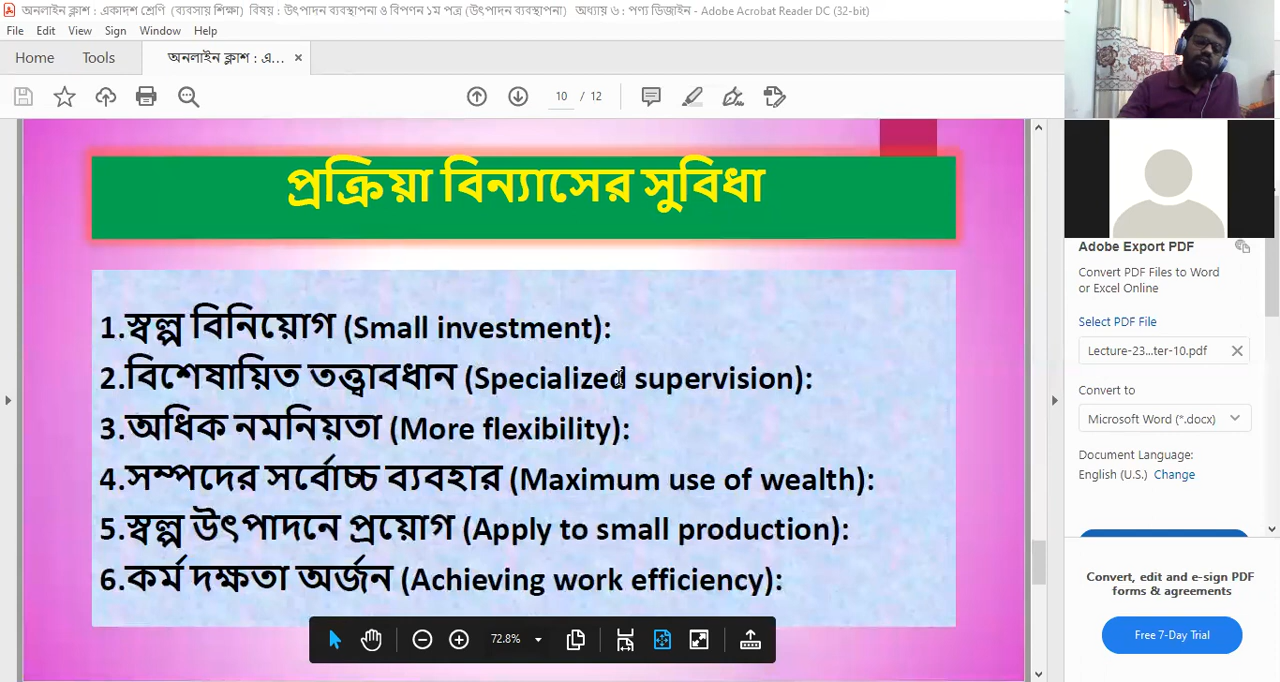 অনলাইন ক্লাশ : একাদশ শ্রেণি (ব্যবসায় শিক্ষা) বিষয় : উৎপাদন ব্যবস্থাপনা ও বিপণন ১ম পত্র (উৎপাদন ব্যবস্থাপনা) অধ্যায় ৬ : পণ্য ডিজাইন - Adobe Acrobat Reader DC (32-bit)
File Edit View Sign Window Help
Home Tools অনলাইন ক্লাশ : এ... ×
10 / 12
প্রক্রিয়া বিন্যাসের সুবিধা
1.স্বল্প বিনিয়োগ (Small investment):
2.বিশেষায়িত তত্ত্বাবধান (Specialized supervision):
3.অধিক নমনিয়তা (More flexibility):
4.সম্পদের সর্বোচ্চ ব্যবহার (Maximum use of wealth):
5.স্বল্প উৎপাদনে প্রয়োগ (Apply to small production):
6.কর্ম দক্ষতা অর্জন (Achieving work efficiency):
72.8%
Adobe Export PDF
Convert PDF Files to Word
or Excel Online
Select PDF File
Lecture-23...ter-10.pdf
Convert to
Microsoft Word (*.docx)
Document Language:
English (U.S.) Change
Convert, edit and e-sign PDF
forms & agreements
Free 7-Day Trial